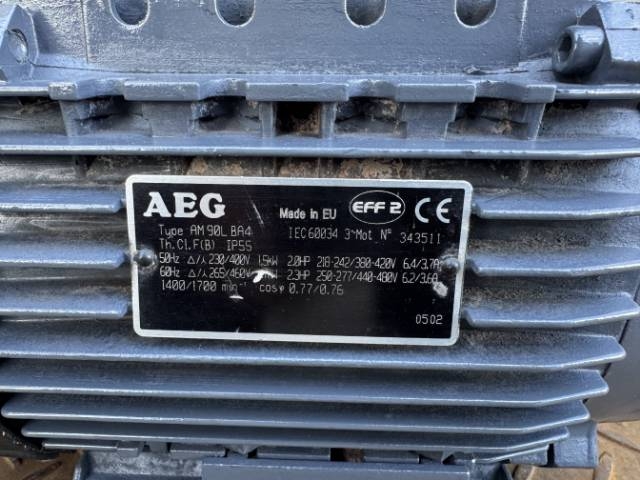 AEG Made in EU EFF 2 CE
Type AM 90L BA4 IEC60034 3~Mot. N° 343511
Th.Cl.F(B) IP55
50Hz Δ/⅄ 230/400V 1.5kW 2.0HP 218-242/380-420V 6.4/3.7A
60Hz Δ/⅄ 265/460V 2.3HP 250-277/440-480V 6.2/3.6A
1400/1700 min⁻¹ cosφ 0.77/0.76
0502